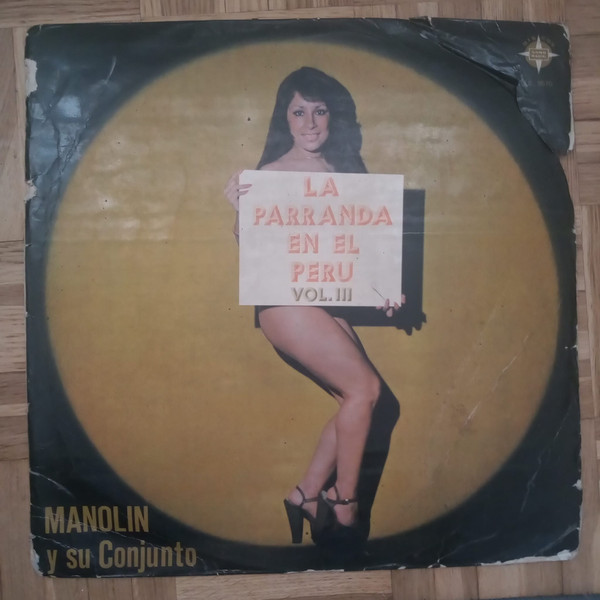 LA
PARRANDA
EN EL
PERU
VOL. III
MANOLIN
y su Conjunto